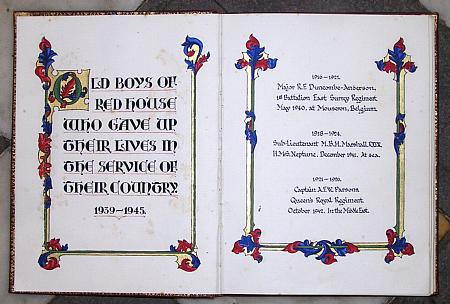 OLD BOYS OF
RED HOUSE
WHO GAVE UP
THEIR LIVES IN
THE SERVICE OF
THEIR COUNTRY
1939–1945.
1916–1921.
Major R.E. Duncombe-Anderson.
1st Battalion East Surrey Regiment
May 1940, at Mouscron, Belgium.
1918–1924.
Sub-Lieutenant M.B.H. Marshall,
H.M.S. Neptune. December 1941. At sea.
1921–1926.
Captain A.E.W. Parsons
Queen's Royal Regiment.
October 1942. In the Middle East.